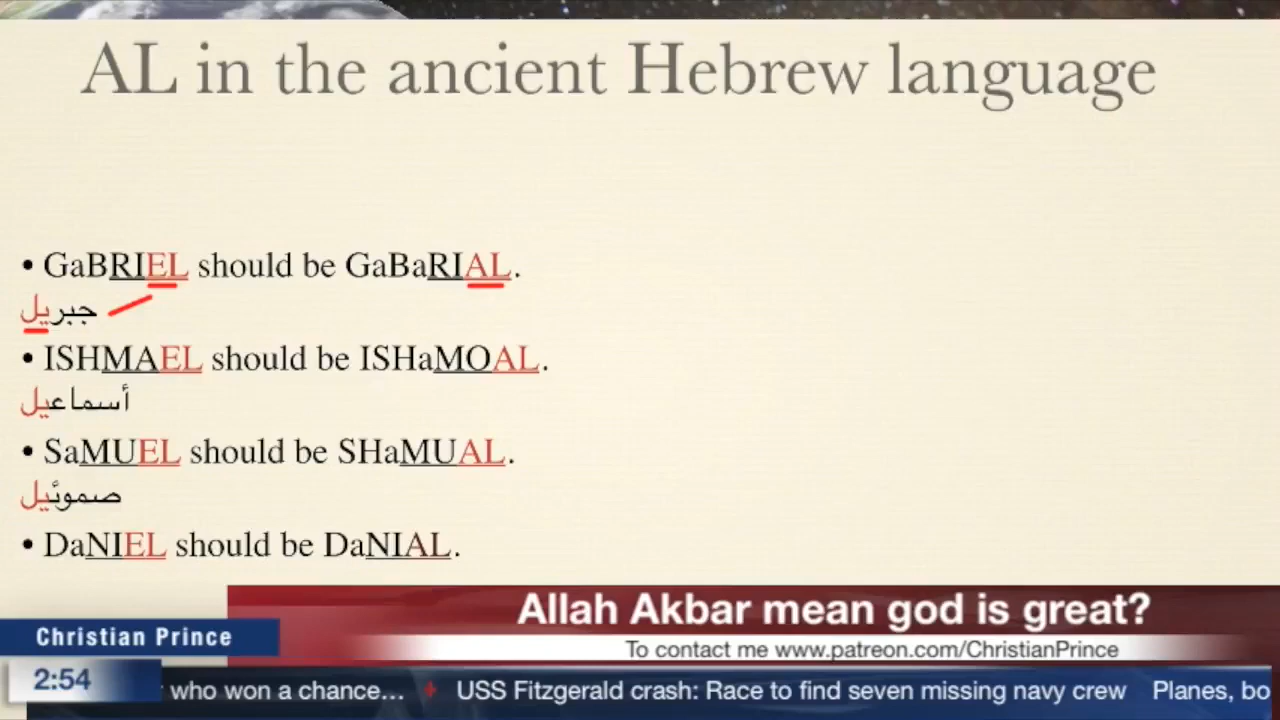 AL in the ancient Hebrew language
• GaBRIEL should be GaBaRIAL.
جبريل
• ISHMAEL should be ISHaMOAL.
أسماعيل
• SaMUEL should be SHaMUAL.
صموئيل
• DaNIEL should be DaNIAL.
Allah Akbar mean god is great?
Christian Prince
To contact me www.patreon.com/ChristianPrince
2:54
who won a chance... USS Fitzgerald crash: Race to find seven missing navy crew Planes, bo